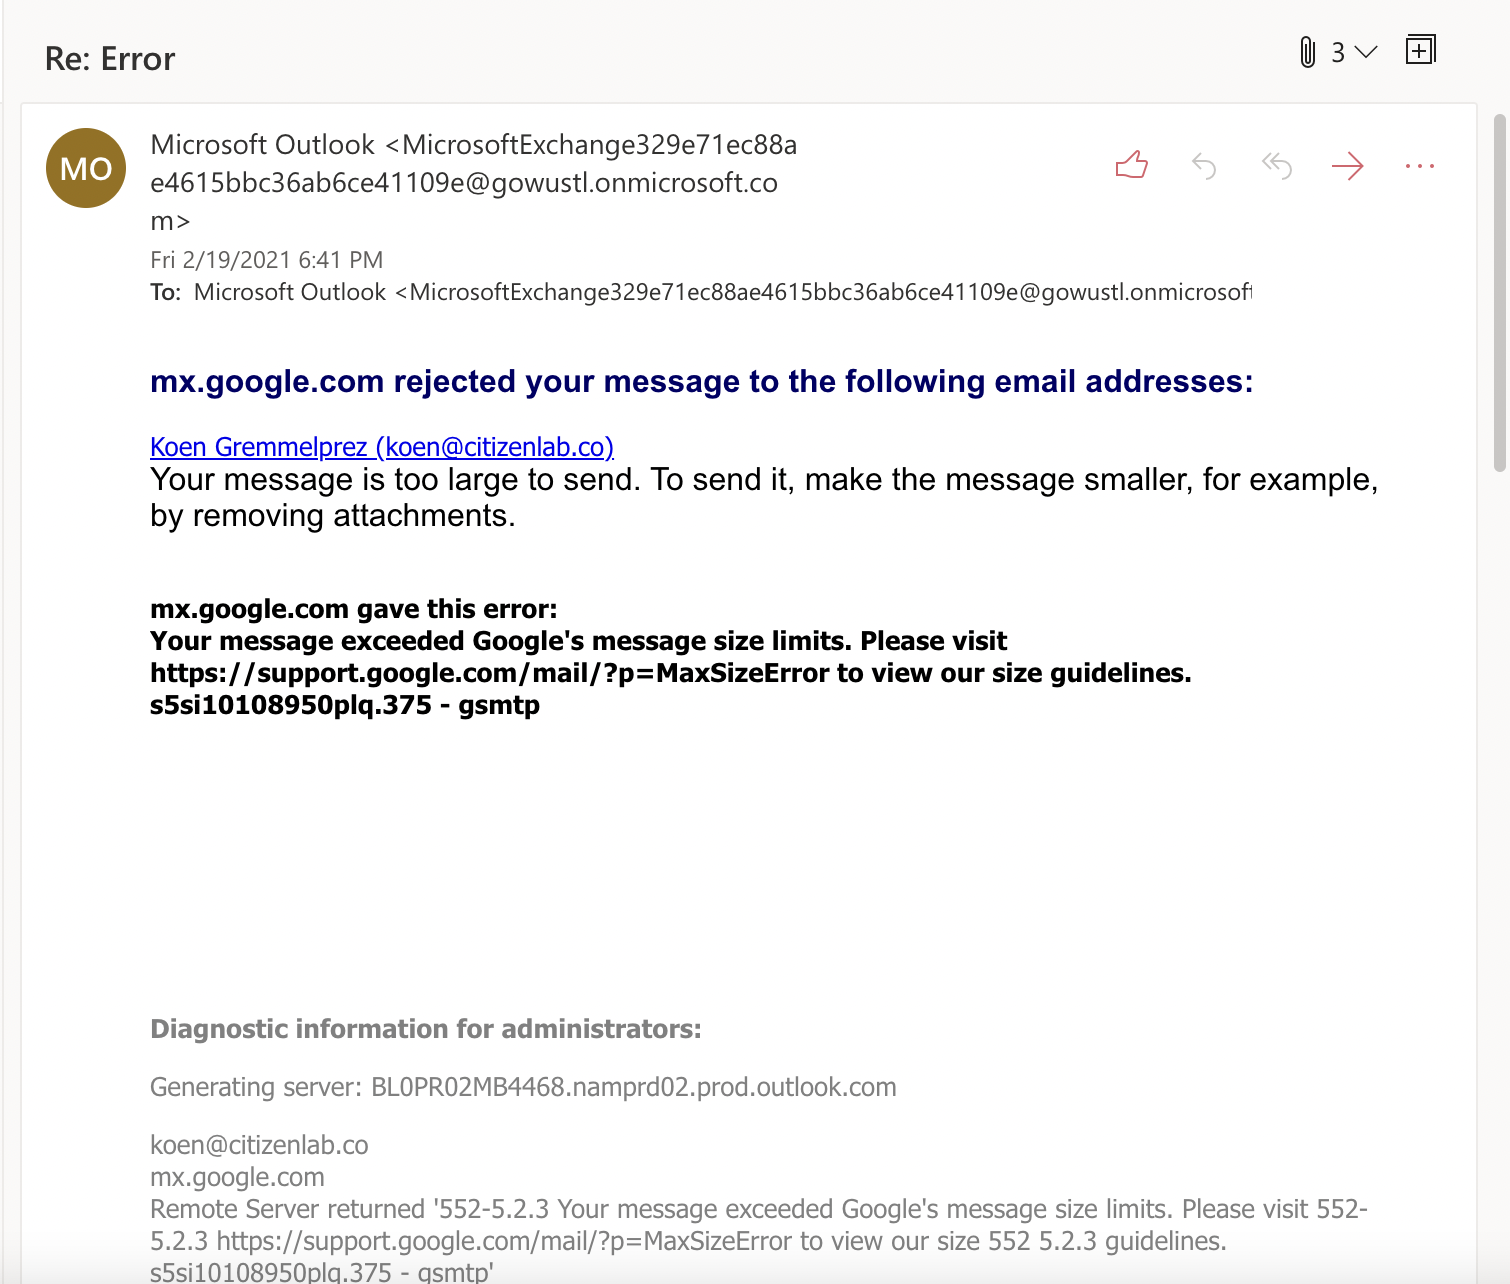 Re: Error
3
MO
Microsoft Outlook <MicrosoftExchange329e71ec88a
e4615bbc36ab6ce41109e@gowustl.onmicrosoft.co
m>
Fri 2/19/2021 6:41 PM
To: Microsoft Outlook <MicrosoftExchange329e71ec88ae4615bbc36ab6ce41109e@gowustl.onmicrosoft
mx.google.com rejected your message to the following email addresses:
Koen Gremmelprez (koen@citizenlab.co)
Your message is too large to send. To send it, make the message smaller, for example,
by removing attachments.
mx.google.com gave this error:
Your message exceeded Google's message size limits. Please visit
https://support.google.com/mail/?p=MaxSizeError to view our size guidelines.
s5si10108950plq.375 - gsmtp
Diagnostic information for administrators:
Generating server: BL0PR02MB4468.namprd02.prod.outlook.com
koen@citizenlab.co
mx.google.com
Remote Server returned '552-5.2.3 Your message exceeded Google's message size limits. Please visit 552-
5.2.3 https://support.google.com/mail/?p=MaxSizeError to view our size 552 5.2.3 guidelines.
s5si10108950plq.375 - gsmtp'